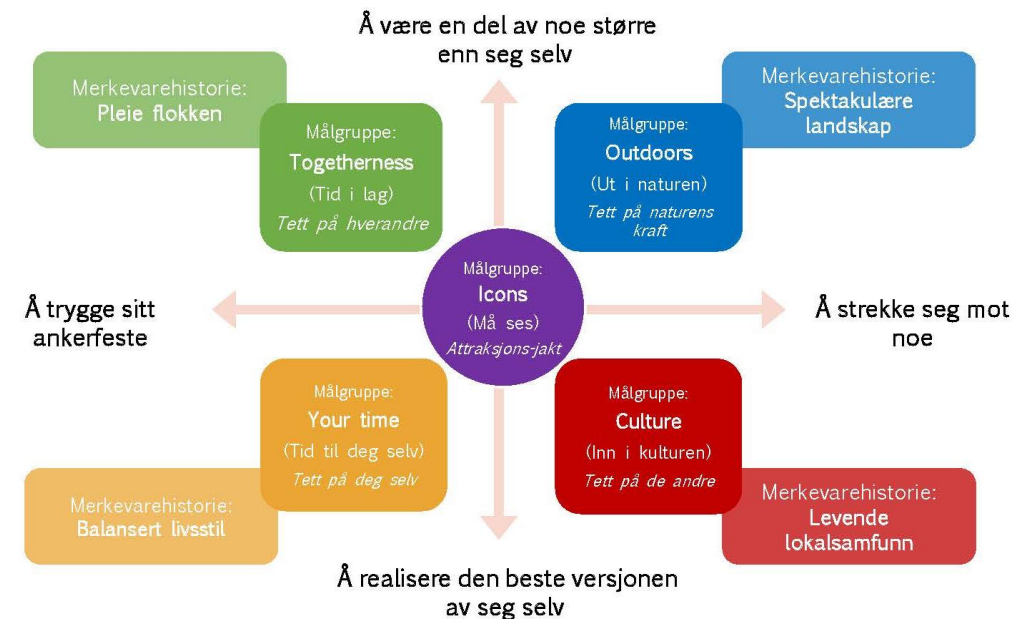 Å være en del av noe større
enn seg selv
Merkevarehistorie:
Pleie flokken
Målgruppe:
Togetherness
(Tid i lag)
Tett på hverandre
Målgruppe:
Outdoors
(Ut i naturen)
Tett på naturens
kraft
Merkevarehistorie:
Spektakulære
landskap
Å trygge sitt
ankerfeste
Målgruppe:
Icons
(Må ses)
Attraksjons-jakt
Å strekke seg mot
noe
Målgruppe:
Your time
(Tid til deg selv)
Tett på deg selv
Merkevarehistorie:
Balansert livsstil
Målgruppe:
Culture
(Inn i kulturen)
Tett på de andre
Merkevarehistorie:
Levende
lokalsamfunn
Å realisere den beste versjonen
av seg selv